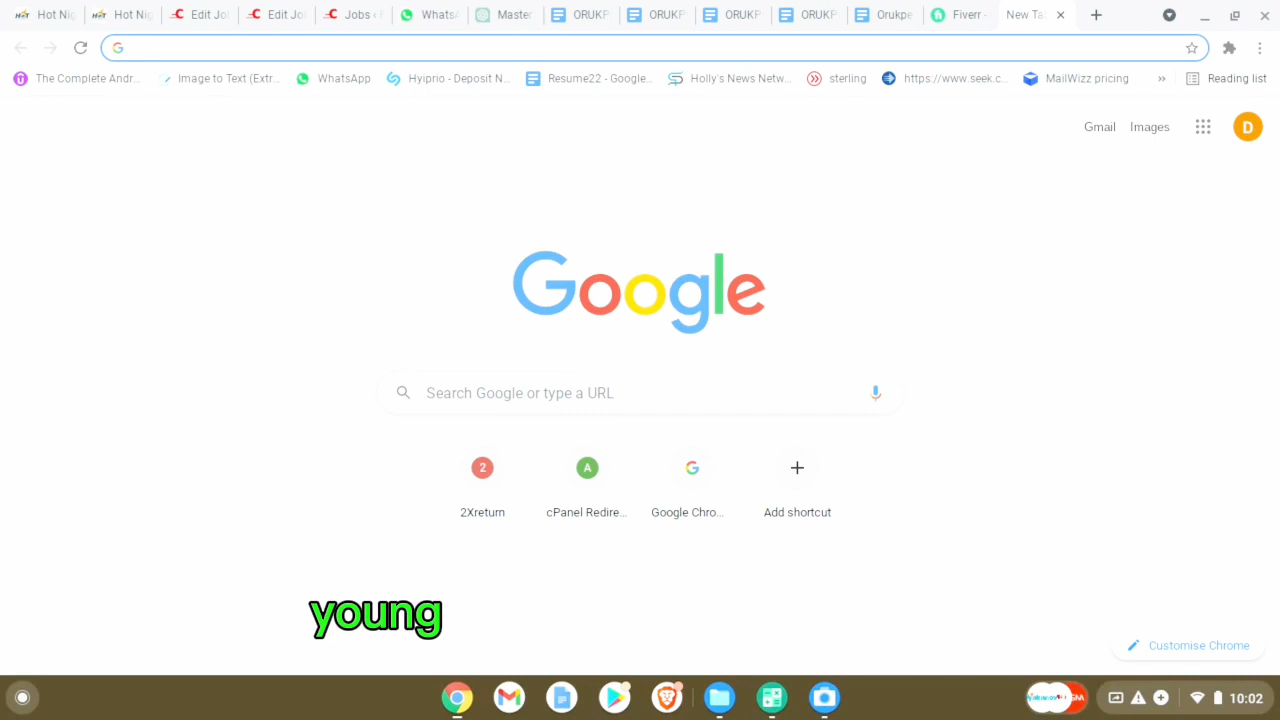 Hot Nig
Hot Nig
Edit Jol
Edit Jol
Jobs ‹ F
WhatsA
Master
ORUKP
ORUKP
ORUKP
ORUKP
Orukpe
Fiverr -
New Ta
The Complete Andr...
Image to Text (Extr...
WhatsApp
Hyiprio - Deposit N...
Resume22 - Google...
Holly's News Netw...
sterling
https://www.seek.c...
MailWizz pricing
»
Reading list
Gmail
Images
D
Google
Search Google or type a URL
2
A
2Xreturn
cPanel Redire...
Google Chro...
Add shortcut
young
Customise Chrome
10:02